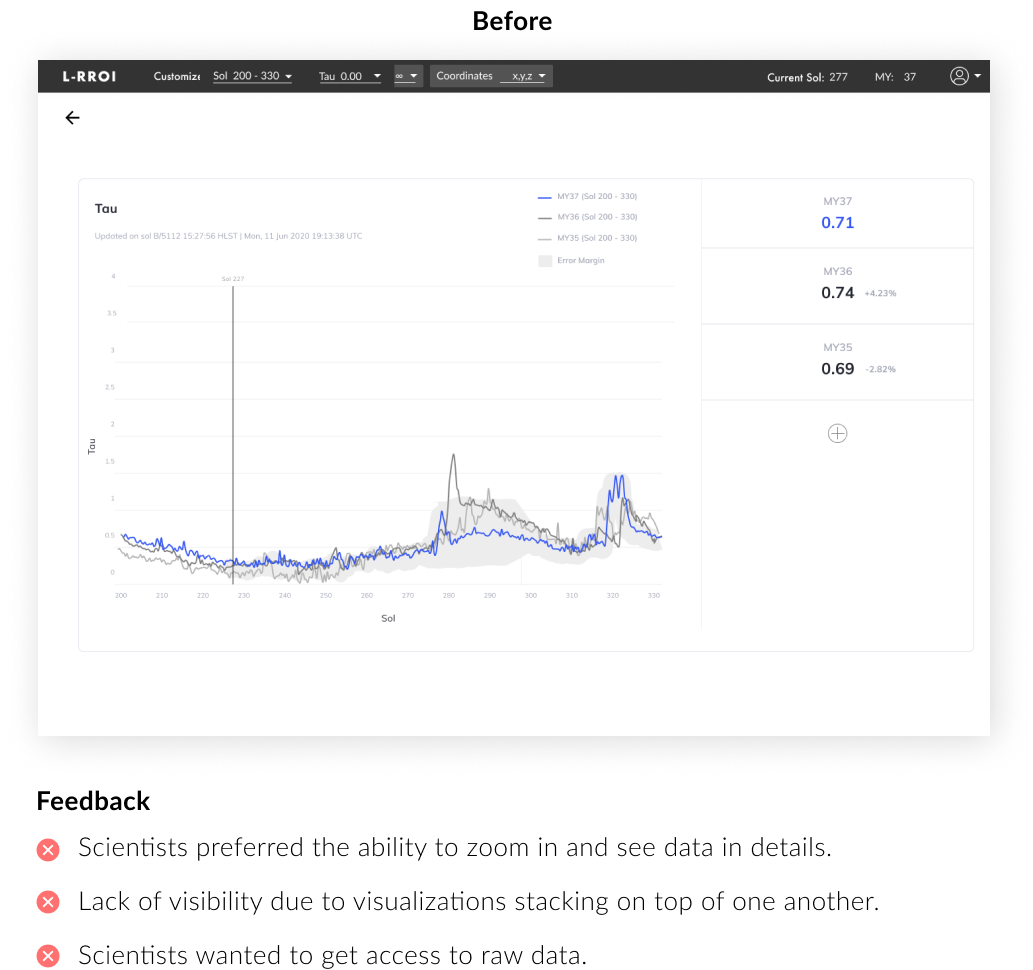 Before
L-RROI Customize Sol 200 - 330 Tau 0.00 ∞ Coordinates x,y,z Current Sol: 277 MY: 37
Tau
Updated on sol B/5112 15:27:56 HLST | Mon, 11 Jun 2020 19:13:38 UTC
MY37 (Sol 200 - 330)
MY36 (Sol 200 - 330)
MY35 (Sol 200 - 330)
Error Margin
MY37
0.71
MY36
0.74 +4.23%
MY35
0.69 -2.82%
Sol 227
3.5
3
2.5
2
1.5
1
0.5
0
Tau
200 210 220 230 240 250 260 270 280 290 300 310 320 330
Sol
Feedback
Scientists preferred the ability to zoom in and see data in details.
Lack of visibility due to visualizations stacking on top of one another.
Scientists wanted to get access to raw data.